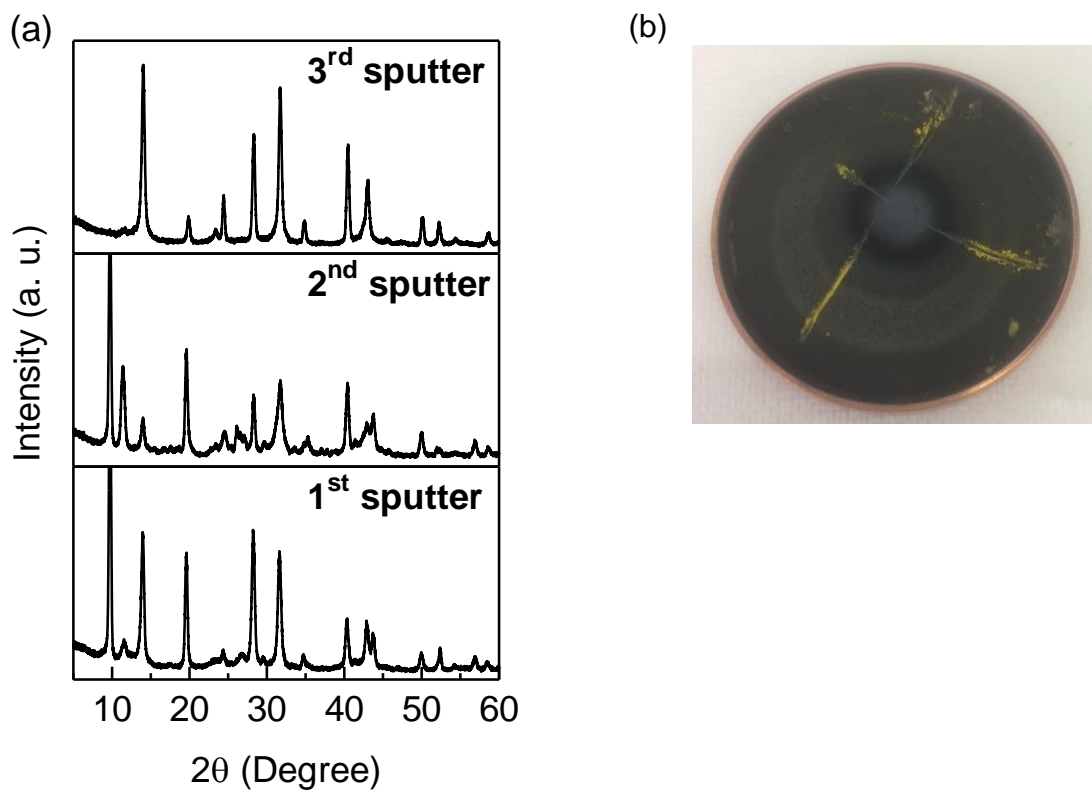 (a)
3rd sputter
2nd sputter
1st sputter
Intensity (a. u.)
10 20 30 40 50 60
2θ (Degree)
(b)